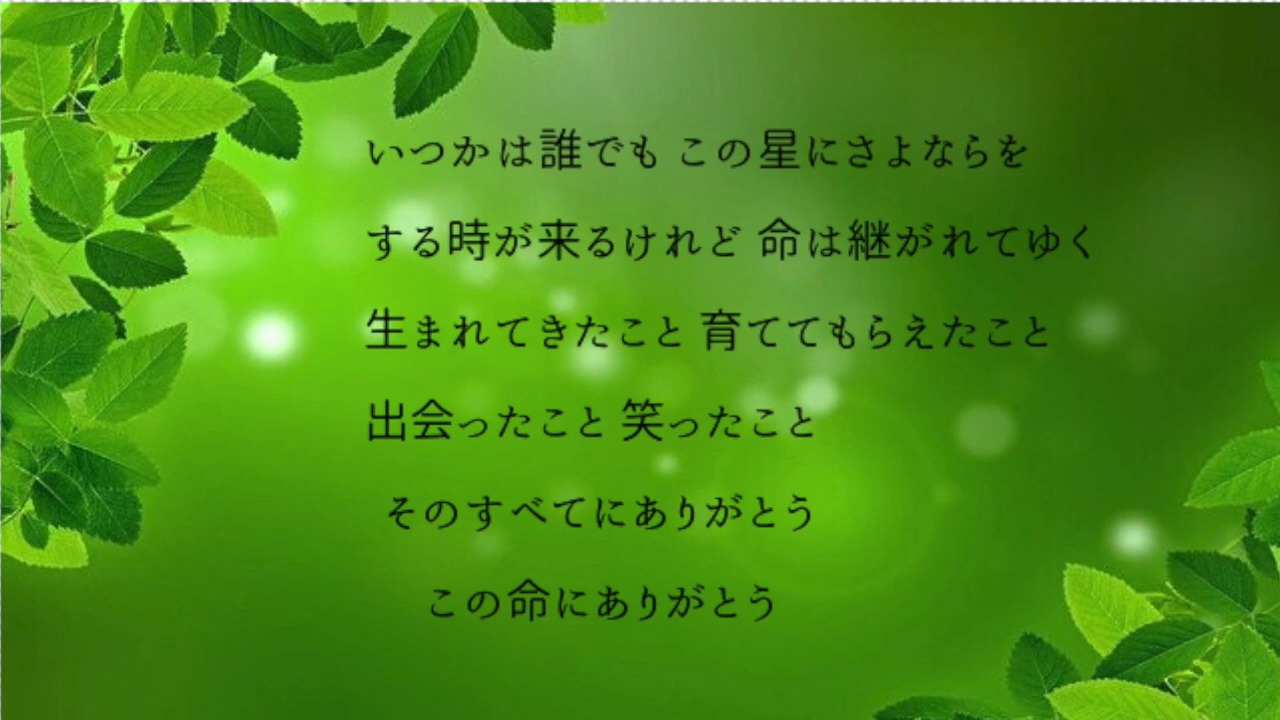 いつかは誰でも この星にさよならを
する時が来るけれど 命は継がれてゆく
生まれてきたこと 育ててもらえたこと
出会ったこと 笑ったこと
そのすべてにありがとう
この命にありがとう